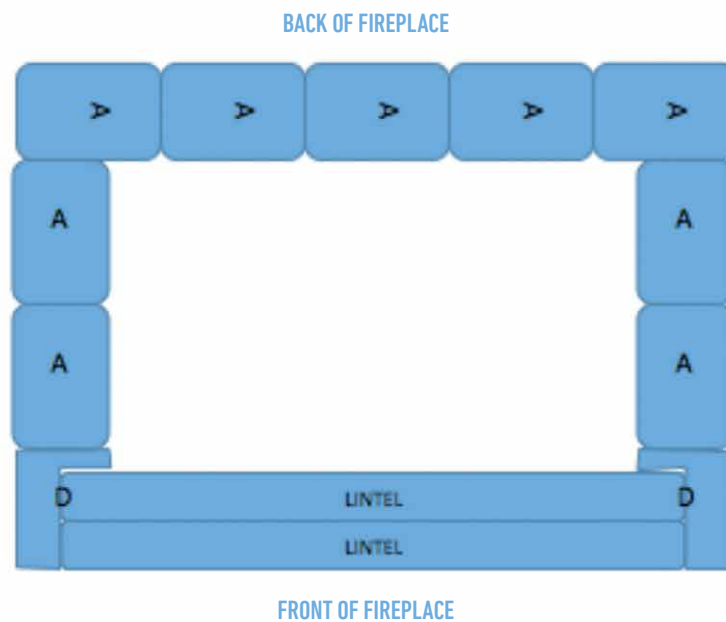 BACK OF FIREPLACE
A A A A A
A A
A A
D LINTEL D
LINTEL
FRONT OF FIREPLACE